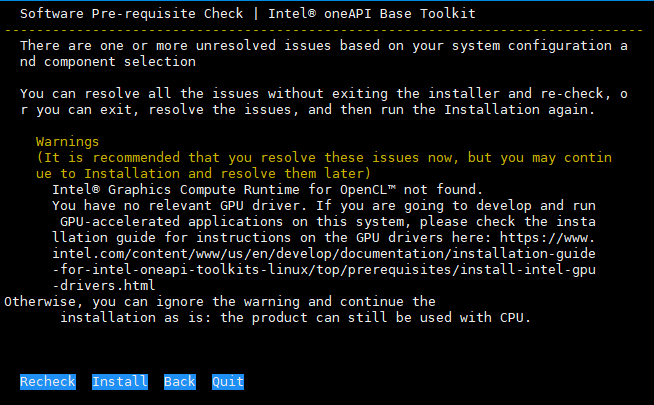 Software Pre-requisite Check | Intel® oneAPI Base Toolkit
--------------------------------------------------------------------------------
There are one or more unresolved issues based on your system configuration a
nd component selection
You can resolve all the issues without exiting the installer and re-check, o
r you can exit, resolve the issues, and then run the Installation again.
Warnings
(It is recommended that you resolve these issues now, but you may contin
ue to Installation and resolve them later)
Intel® Graphics Compute Runtime for OpenCL™ not found.
You have no relevant GPU driver. If you are going to develop and run
GPU-accelerated applications on this system, please check the insta
llation guide for instructions on the GPU drivers here: https://www.
intel.com/content/www/us/en/develop/documentation/installation-guide
-for-intel-oneapi-toolkits-linux/top/prerequisites/install-intel-gpu
-drivers.html
Otherwise, you can ignore the warning and continue the
installation as is: the product can still be used with CPU.
Recheck Install Back Quit